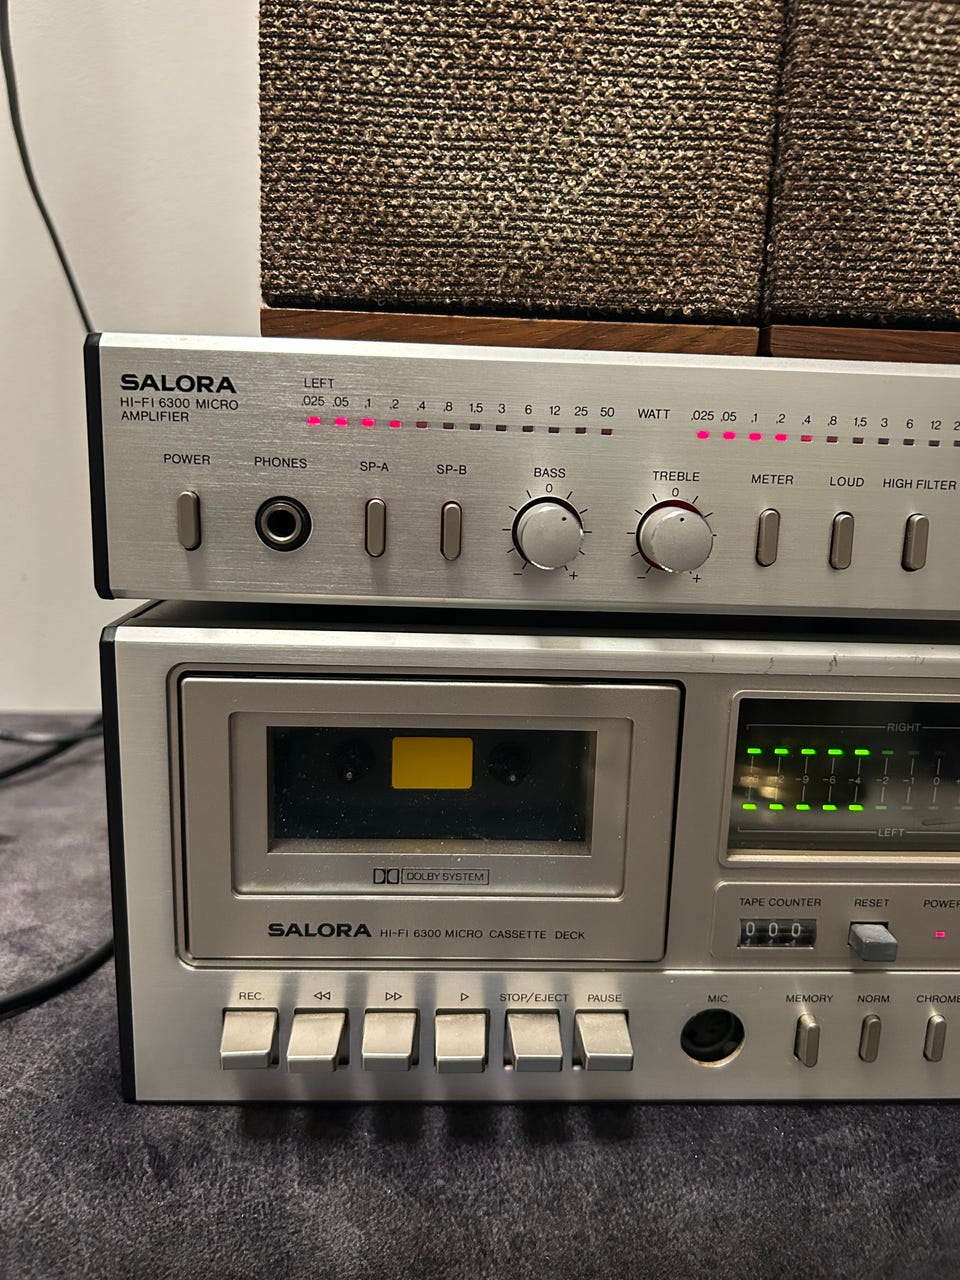 SALORA
HI-FI 6300 MICRO
AMPLIFIER
LEFT
,025 ,05 ,1 ,2 ,4 ,8 1,5 3 6 12 25 50 WATT ,025 ,05 ,1 ,2 ,4 ,8 1,5 3 6 12
POWER PHONES SP-A SP-B BASS TREBLE METER LOUD HIGH FILTER
0 0
- + - +
RIGHT
-9 -6 -4 -2 -1 0
LEFT
DOLBY SYSTEM
SALORA HI-FI 6300 MICRO CASSETTE DECK
TAPE COUNTER RESET POWER
0 0 0
REC. STOP/EJECT PAUSE MIC. MEMORY NORM. CHROME